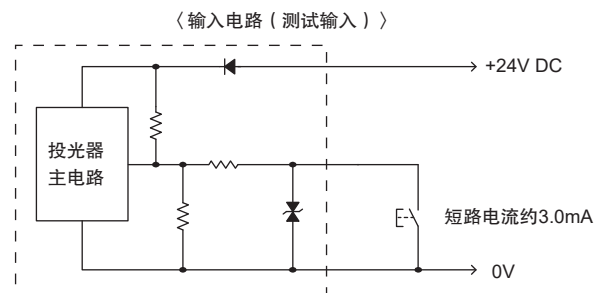 〈 输入电路（测试输入）〉
+24V DC
投光器
主电路
短路电流约3.0mA
0V